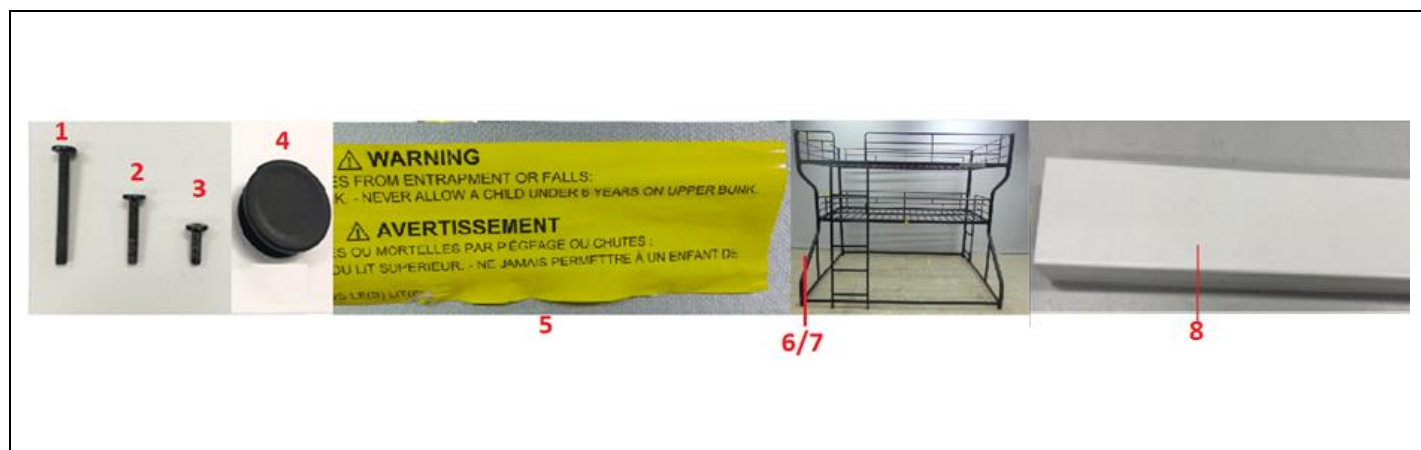 1
2
3
4
WARNING
ES FROM ENTRAPMENT OR FALLS:
K. - NEVER ALLOW A CHILD UNDER 6 YEARS ON UPPER BUNK.
AVERTISSEMENT
ES OU MORTELLES PAR PIÉGEAGE OU CHUTES :
DU LIT SUPÉRIEUR. - NE JAMAIS PERMETTRE À UN ENFANT DE
5
6/7
8